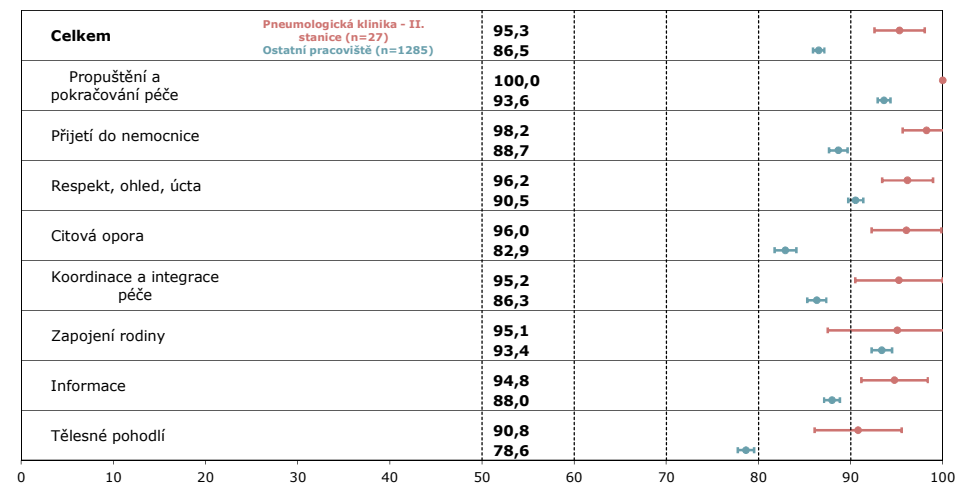 Celkem
Pneumologická klinika - II.
stanice (n=27)
Ostatní pracoviště (n=1285)
95,3
86,5
Propuštění a
pokračování péče
100,0
93,6
Přijetí do nemocnice
98,2
88,7
Respekt, ohled, úcta
96,2
90,5
Citová opora
96,0
82,9
Koordinace a integrace
péče
95,2
86,3
Zapojení rodiny
95,1
93,4
Informace
94,8
88,0
Tělesné pohodlí
90,8
78,6
0 10 20 30 40 50 60 70 80 90 100